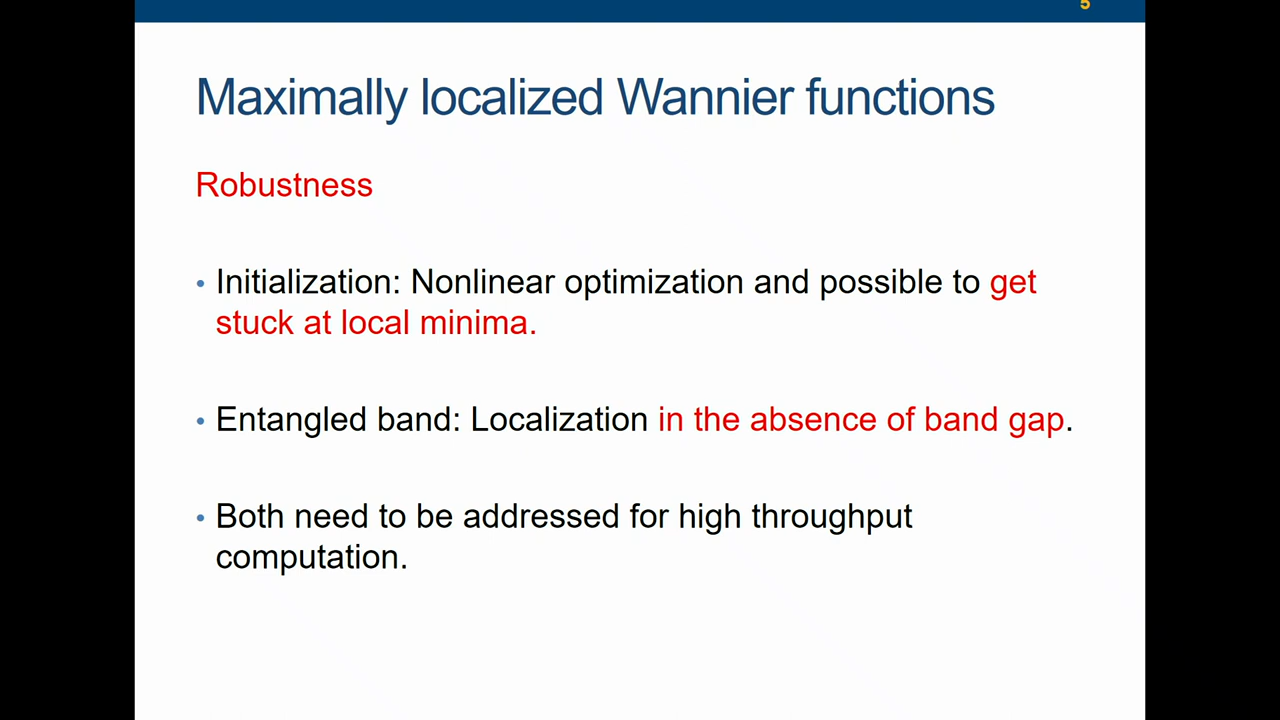 5
Maximally localized Wannier functions
Robustness
• Initialization: Nonlinear optimization and possible to get
stuck at local minima.
• Entangled band: Localization in the absence of band gap.
• Both need to be addressed for high throughput
computation.